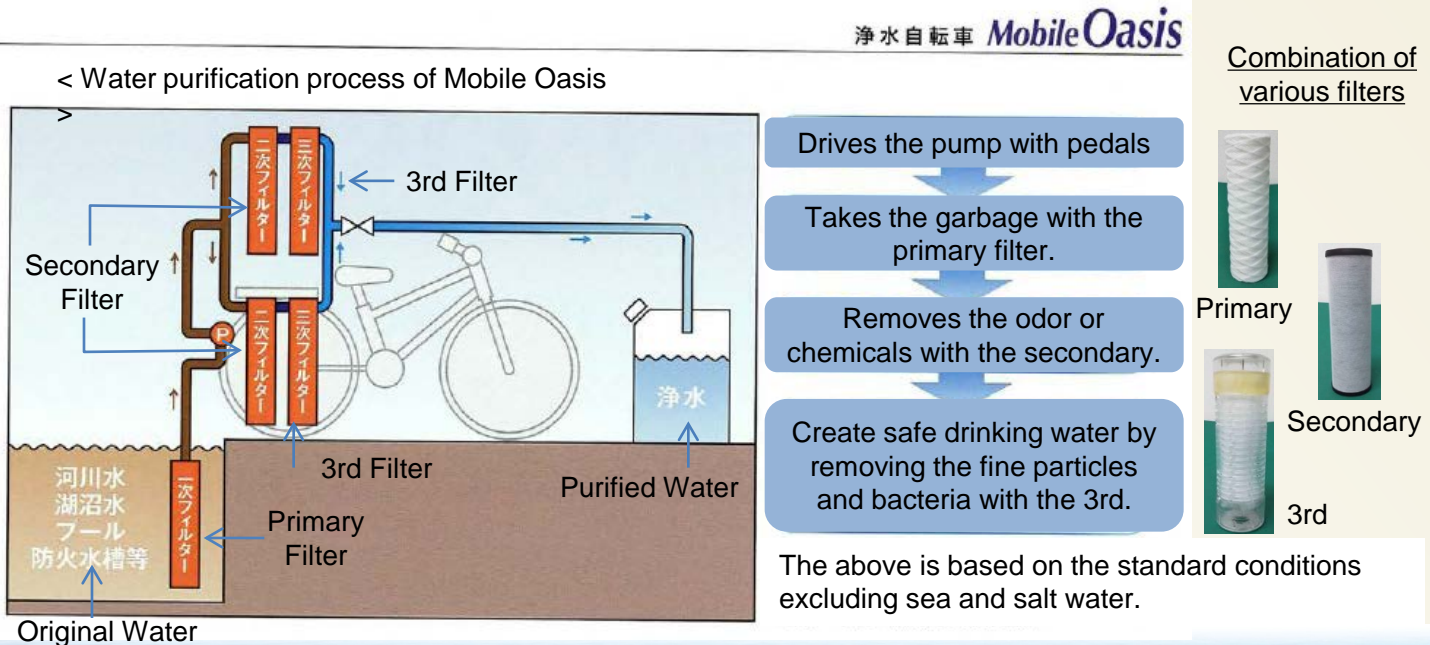 浄水自転車 Mobile Oasis
< Water purification process of Mobile Oasis
>
二次フィルター
三次フィルター
3rd Filter
Secondary
Filter
P
二次フィルター
三次フィルター
浄水
河川水
湖沼水
プール
防火水槽等
一次フィルター
3rd Filter
Purified Water
Primary
Filter
Original Water
Drives the pump with pedals
Takes the garbage with the
primary filter.
Removes the odor or
chemicals with the secondary.
Create safe drinking water by
removing the fine particles
and bacteria with the 3rd.
The above is based on the standard conditions
excluding sea and salt water.
Combination of
various filters
Primary
Secondary
3rd